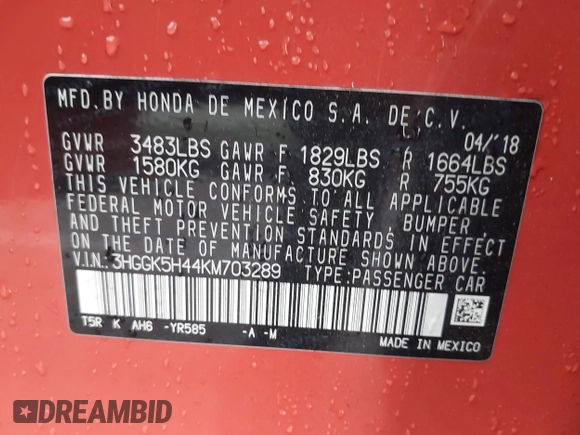 MFD. BY HONDA DE MEXICO S.A. DE C.V.
04/'18
GVWR 3483LBS GAWR F 1829LBS R 1664LBS
GVWR 1580KG GAWR F 830KG R 755KG
THIS VEHICLE CONFORMS TO ALL APPLICABLE
FEDERAL MOTOR VEHICLE SAFETY, BUMPER,
AND THEFT PREVENTION STANDARDS IN EFFECT
ON THE DATE OF MANUFACTURE SHOWN ABOVE.
V.I.N.:3HGGK5H44KM703289 TYPE:PASSENGER CAR
T5R K AH6 -YR585 -A -M
MADE IN MEXICO
DREAMBID